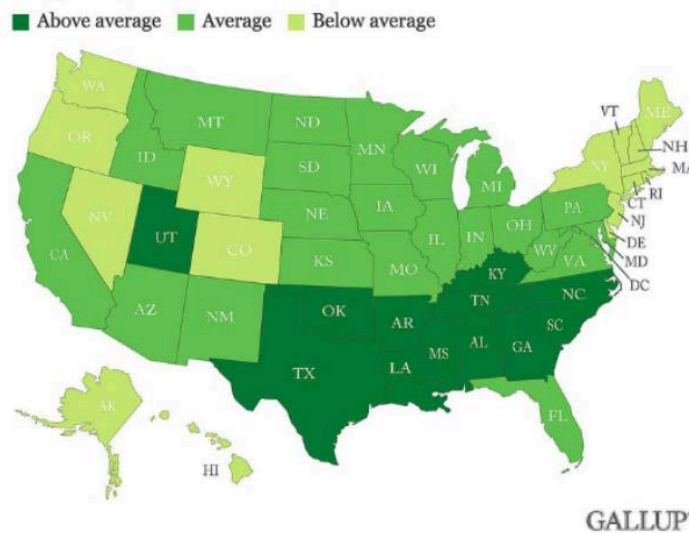 Above average Average Below average
WA
MT
ND
VT
ME
OR
MN
ID
NH
SD
WI
NY
MA
WY
MI
RI
CT
IA
PA
NJ
NE
NV
OH
DE
UT
IL
IN
MD
CO
WV
VA
CA
KS
MO
DC
KY
NC
TN
AZ
OK
NM
AR
SC
MS
AL
GA
TX
LA
AK
FL
HI
GALLUP